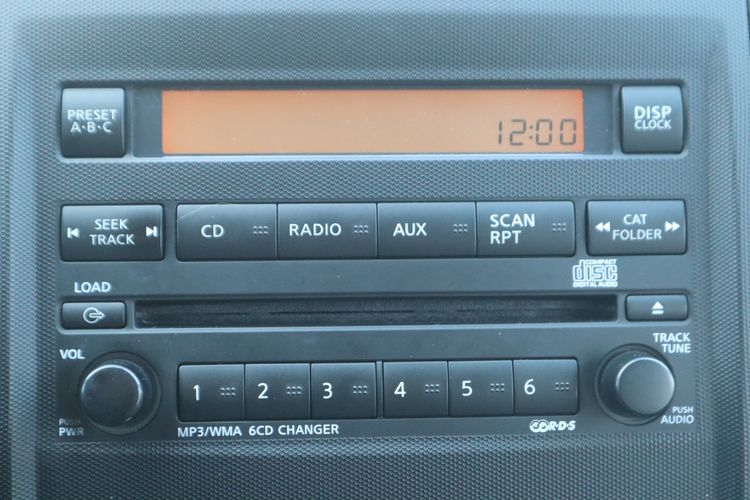 PRESET
A·B·C
12:00
DISP
CLOCK
SEEK
TRACK
CD
RADIO
AUX
SCAN
RPT
CAT
FOLDER
COMPACT
disc
DIGITAL AUDIO
LOAD
VOL
PUSH
PWR
1
2
3
4
5
6
TRACK
TUNE
PUSH
AUDIO
MP3/WMA 6CD CHANGER
R·D·S